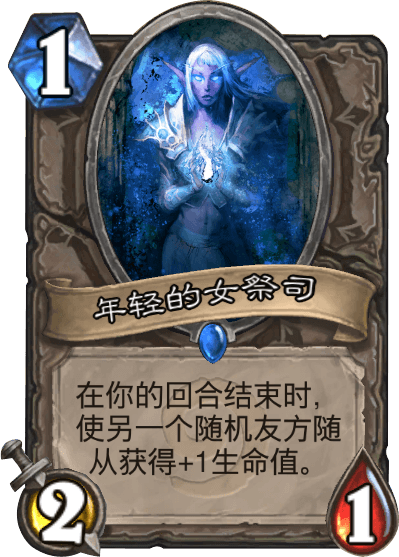 1
年轻的女祭司
在你的回合结束时,
使另一个随机友方随
从获得+1生命值。
2
1